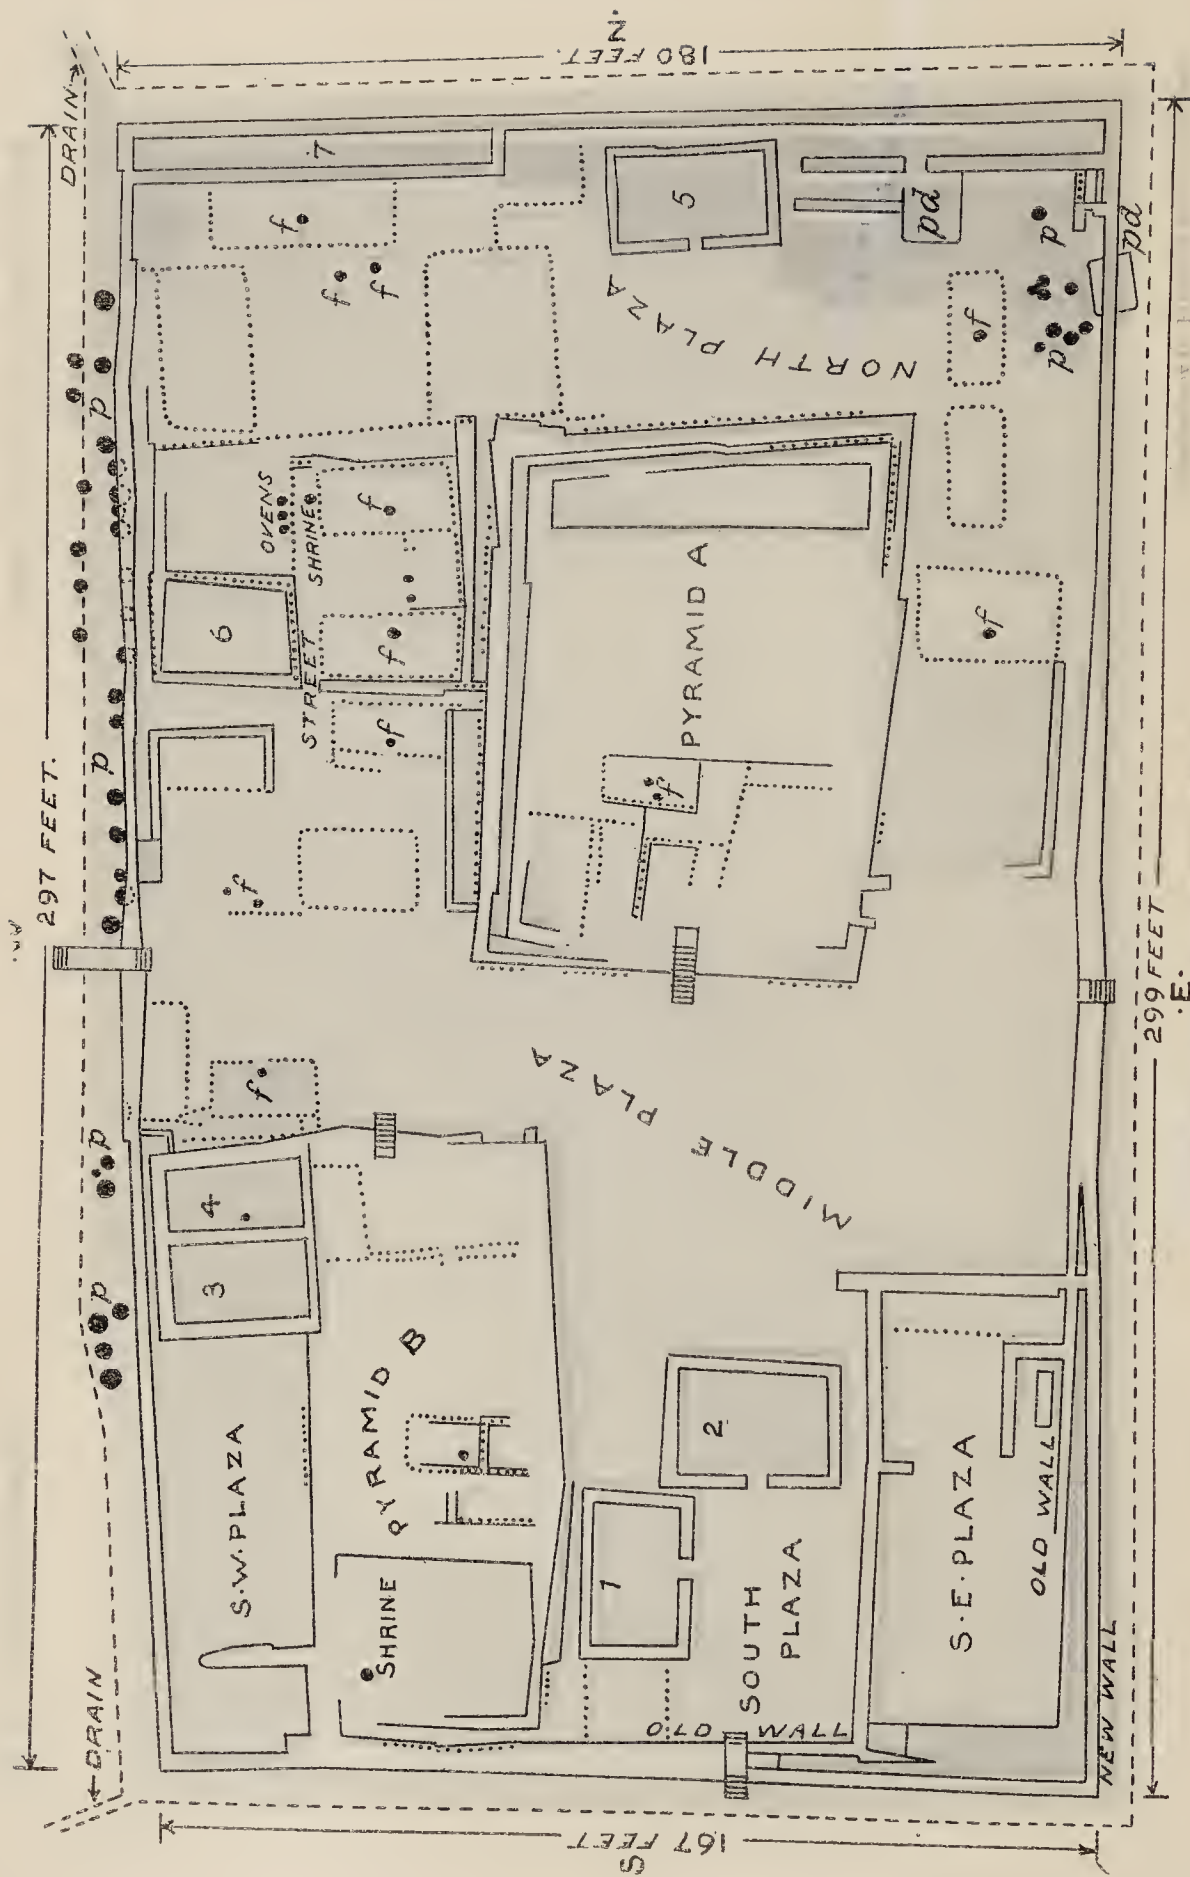 N.
180 FEET.
DRAIN
297 FEET.
W.
7
f
f
f
5
pd
p
pd
NORTH PLAZA
f
p
p
OVENS
SHRINE
f
6
STREET
f
f
PYRAMID A
f
f
p
f
MIDDLE PLAZA
299 FEET
E.
f
p
4
3
p
S.W. PLAZA
PYRAMID B
SHRINE
2
1
SOUTH
PLAZA
S.E. PLAZA
OLD WALL
OLD WALL
NEW WALL
DRAIN
167 FEET
S